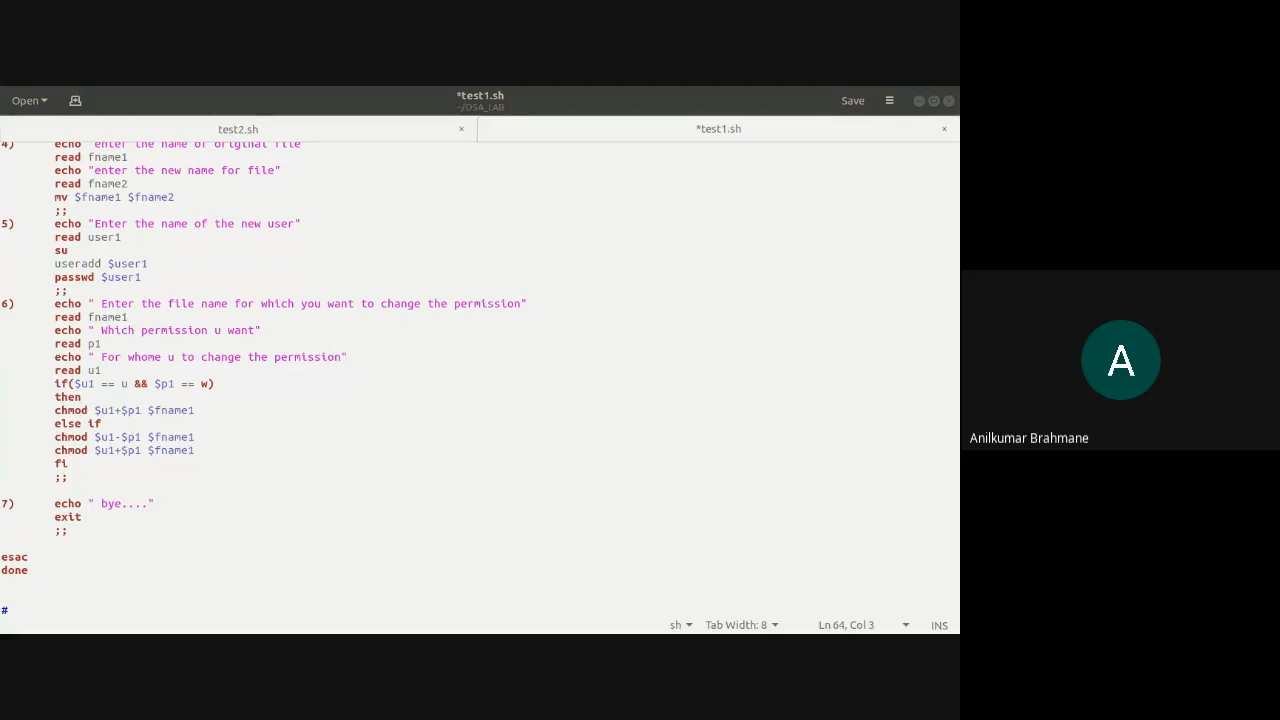 Open
*test1.sh
~/OSA_LAB
Save
test2.sh ×
*test1.sh ×
4) echo "enter the name of original file
read fname1
echo "enter the new name for file"
read fname2
mv $fname1 $fname2
;;
5) echo "Enter the name of the new user"
read user1
su
useradd $user1
passwd $user1
;;
6) echo " Enter the file name for which you want to change the permission"
read fname1
echo " Which permission u want"
read p1
echo " For whome u to change the permission"
read u1
if($u1 == u && $p1 == w)
then
chmod $u1+$p1 $fname1
else if
chmod $u1-$p1 $fname1
chmod $u1+$p1 $fname1
fi
;;
7) echo " bye...."
exit
;;
esac
done
#
sh Tab Width: 8 Ln 64, Col 3 INS
A
Anilkumar Brahmane